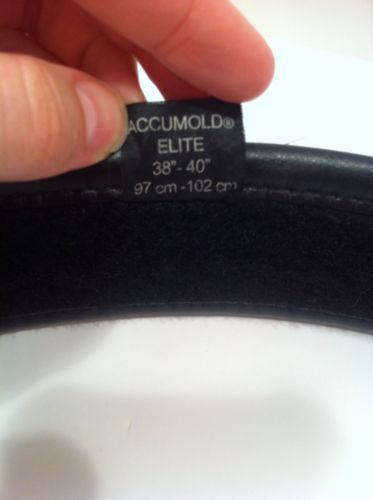 ACCUMOLD®
ELITE
38"- 40"
97 cm -102 cm